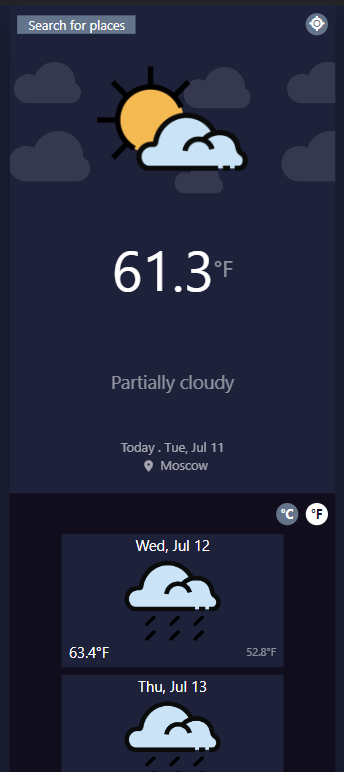 Search for places
61.3°F
Partially cloudy
Today . Tue, Jul 11
Moscow
°C °F
Wed, Jul 12
63.4°F 52.8°F
Thu, Jul 13